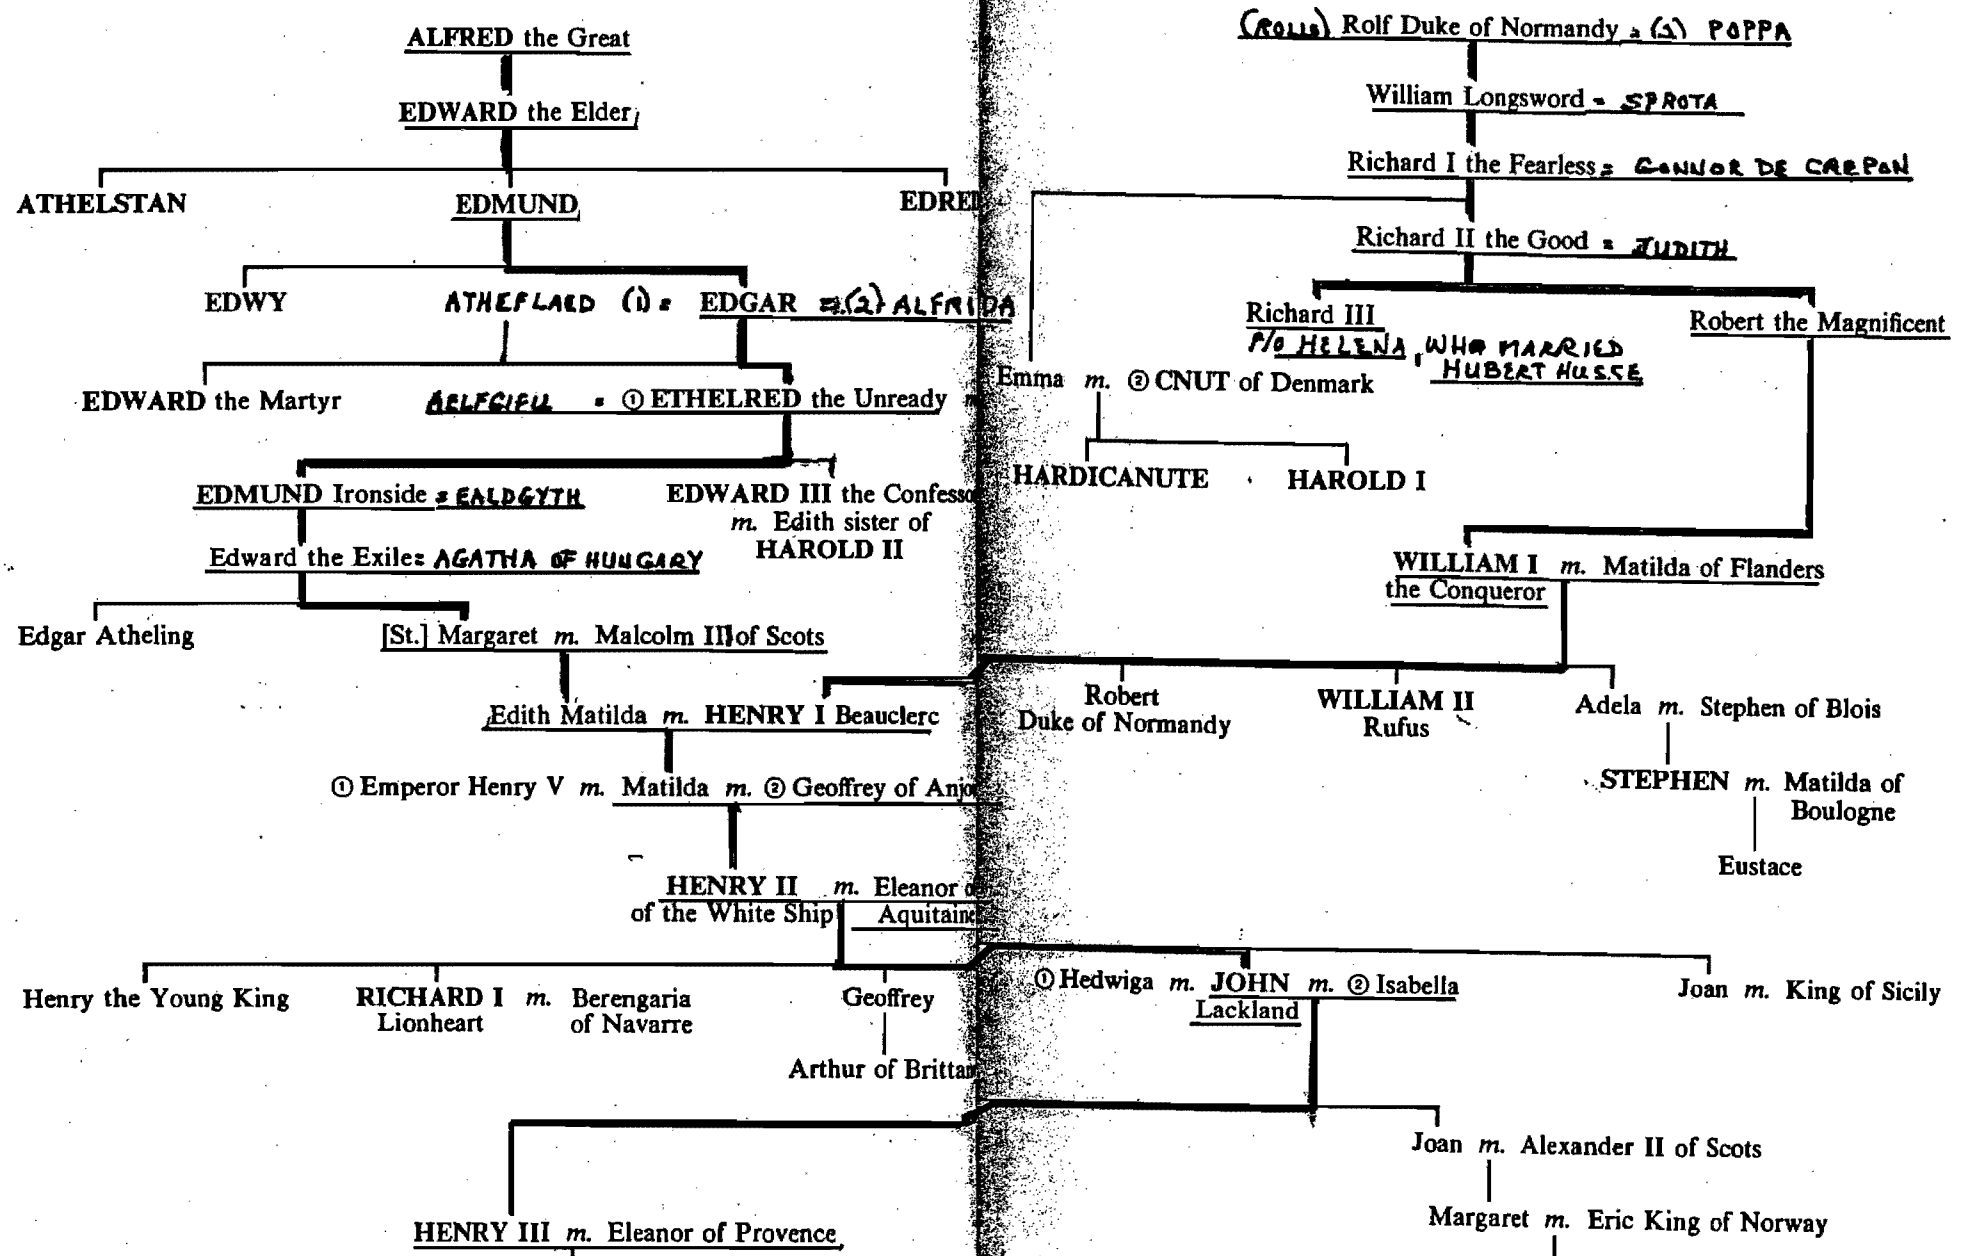 ALFRED the Great
EDWARD the Elder
ATHELSTAN
EDMUND
EDRE
EDWY
ATHEFLAED (1) = EDGAR = (2) ALFRIDA
EDWARD the Martyr
AELFGIFU = ① ETHELRED the Unready
EDMUND Ironside = EALDGYTH
EDWARD III the Confesso
m. Edith sister of
HAROLD II
Edward the Exile = AGATHA OF HUNGARY
Edgar Atheling
[St.] Margaret m. Malcolm III of Scots
Edith Matilda m. HENRY I Beauclerc
① Emperor Henry V m. Matilda m. ② Geoffrey of Anjo
HENRY II m. Eleanor o
of the White Ship
Aquitain
Henry the Young King
RICHARD I m. Berengaria
Lionheart of Navarre
Geoffrey
Arthur of Brittan
HENRY III m. Eleanor of Provence
(ROLLO) Rolf Duke of Normandy = (2) POPPA
William Longsword = SPROTA
Richard I the Fearless = GONNOR DE CREPON
Richard II the Good = JUDITH
Richard III
P/O HELENA, WHO MARRIED
HUBERT HUSSE
Robert the Magnificent
Emma m. ② CNUT of Denmark
HARDICANUTE
HAROLD I
WILLIAM I m. Matilda of Flanders
the Conqueror
Robert
Duke of Normandy
WILLIAM II
Rufus
Adela m. Stephen of Blois
STEPHEN m. Matilda of
Boulogne
Eustace
① Hedwiga m. JOHN m. ② Isabella
Lackland
Joan m. King of Sicily
Joan m. Alexander II of Scots
Margaret m. Eric King of Norway